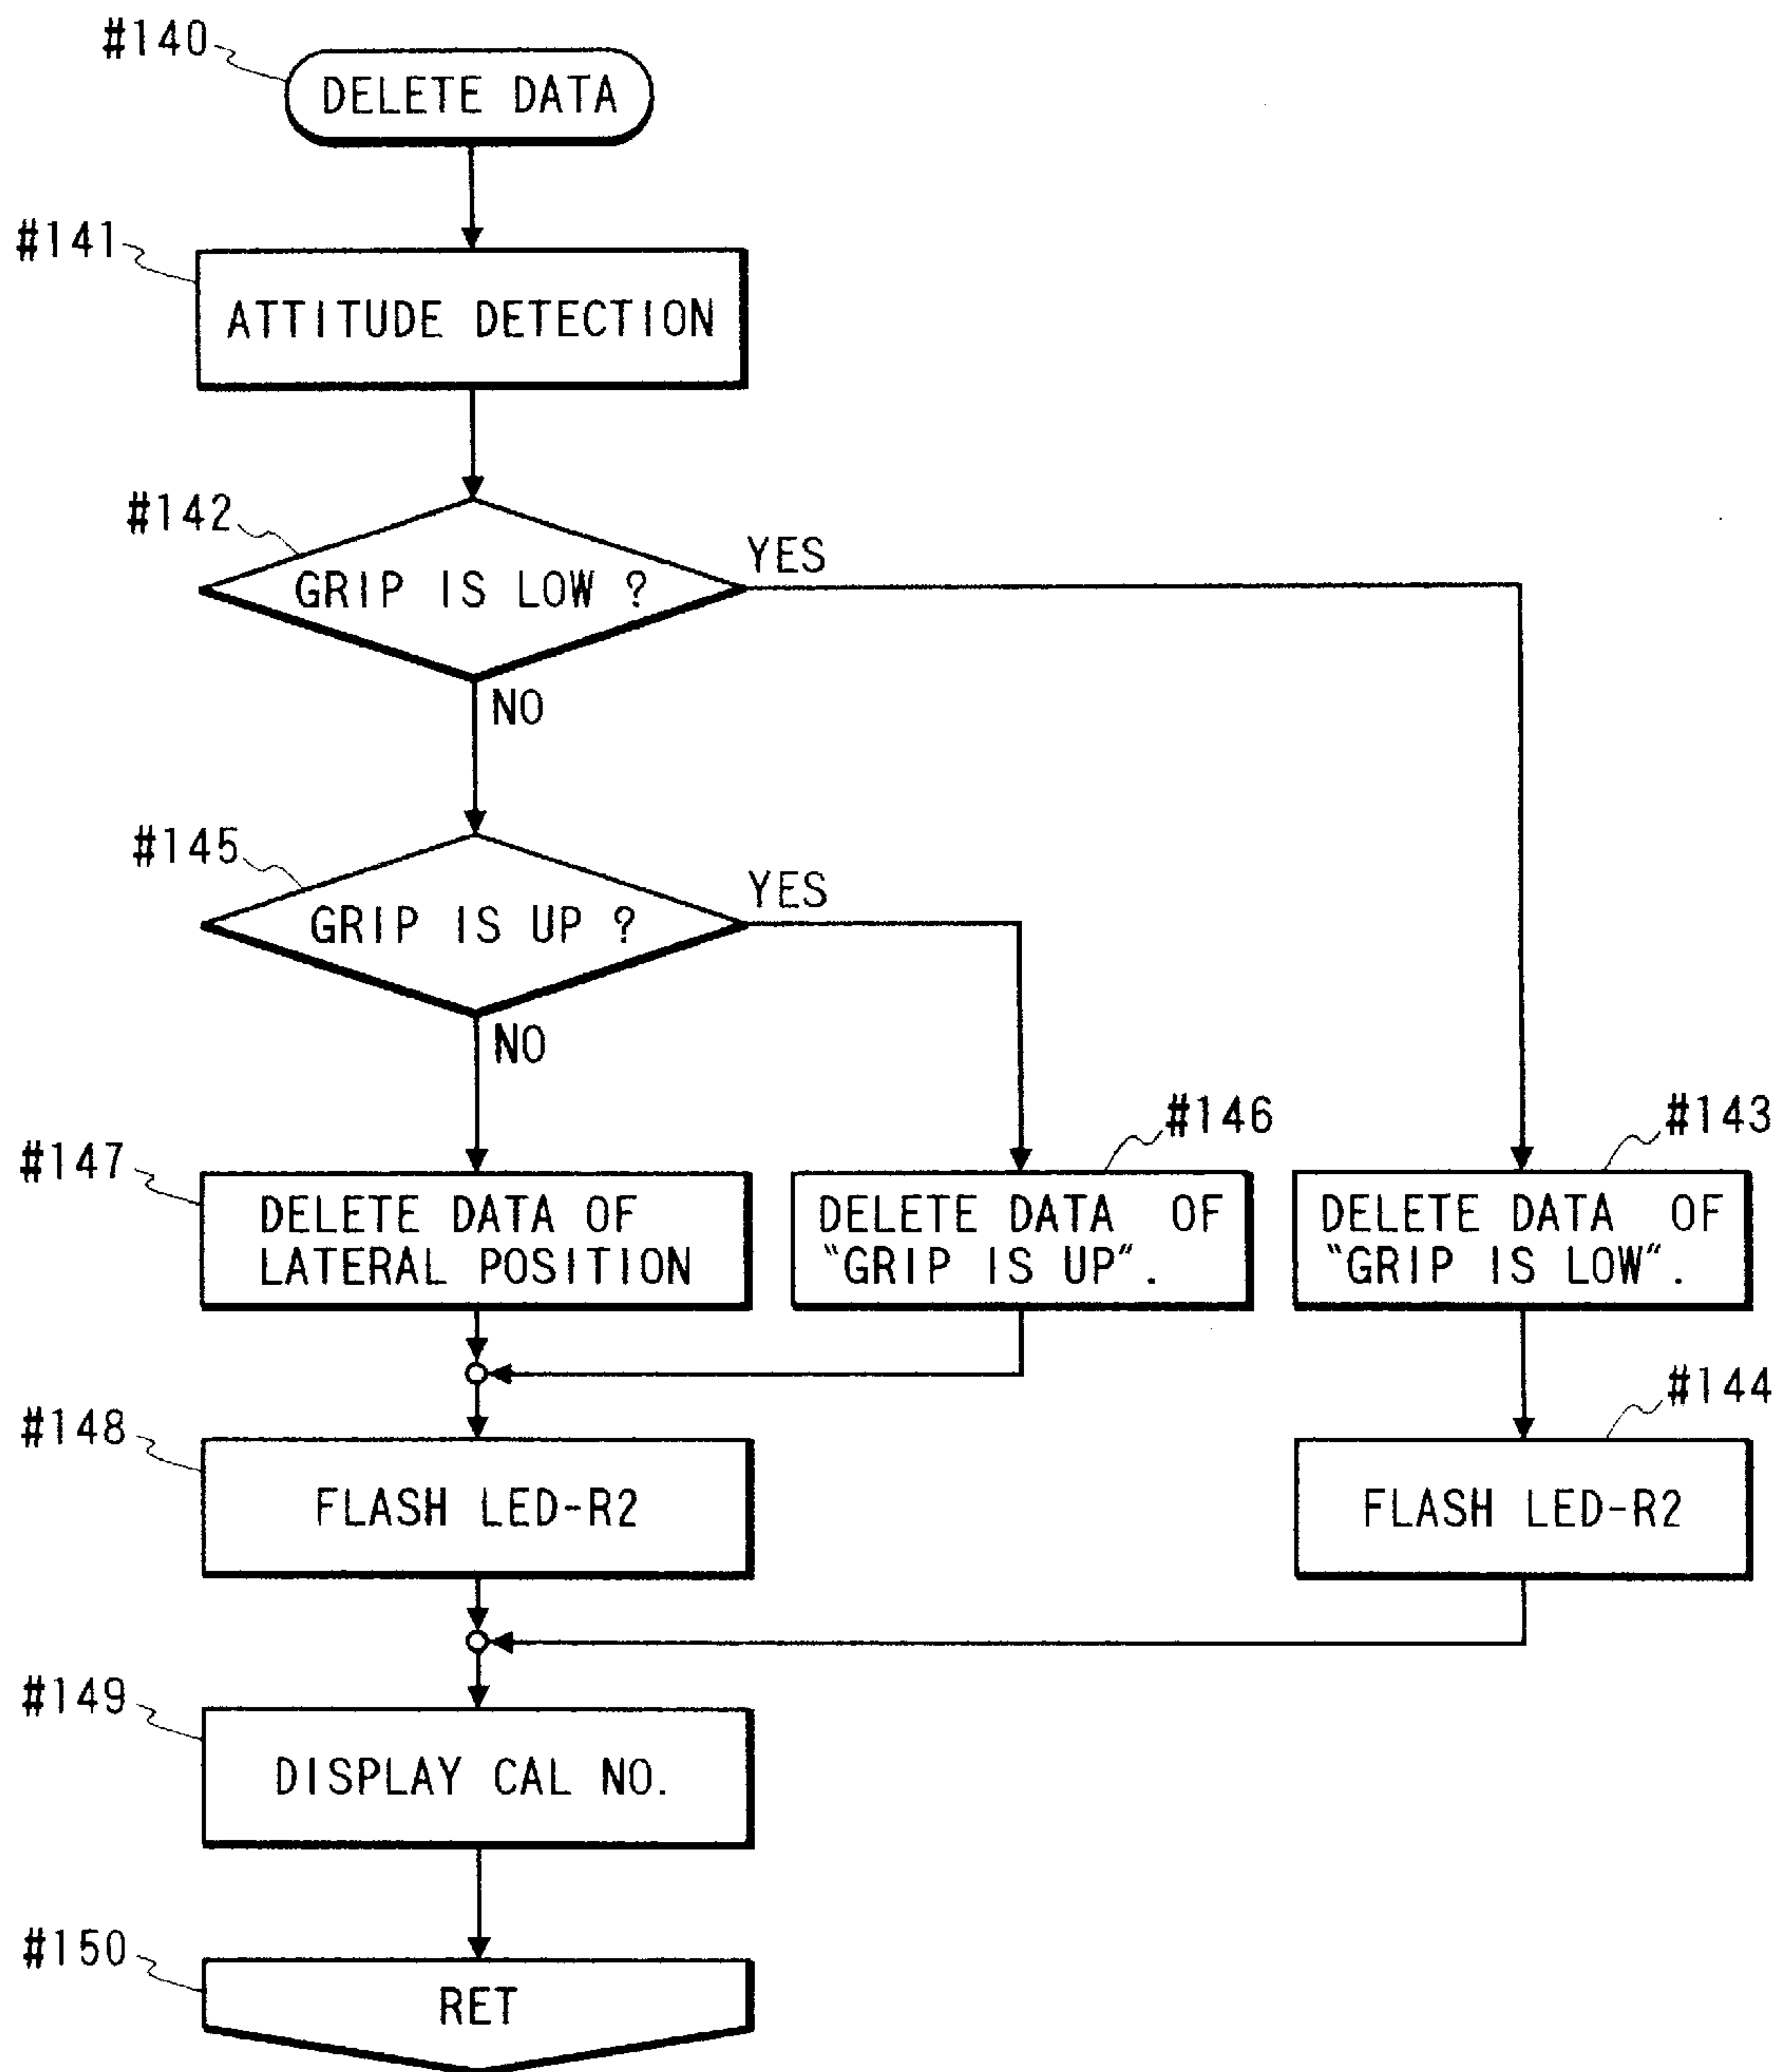 #140
DELETE DATA
#141
ATTITUDE DETECTION
#142
GRIP IS LOW ?
YES
NO
#145
GRIP IS UP ?
YES
NO
#147
DELETE DATA OF
LATERAL POSITION
#146
DELETE DATA OF
"GRIP IS UP".
#143
DELETE DATA OF
"GRIP IS LOW".
#148
FLASH LED-R2
#144
FLASH LED-R2
#149
DISPLAY CAL NO.
#150
RET